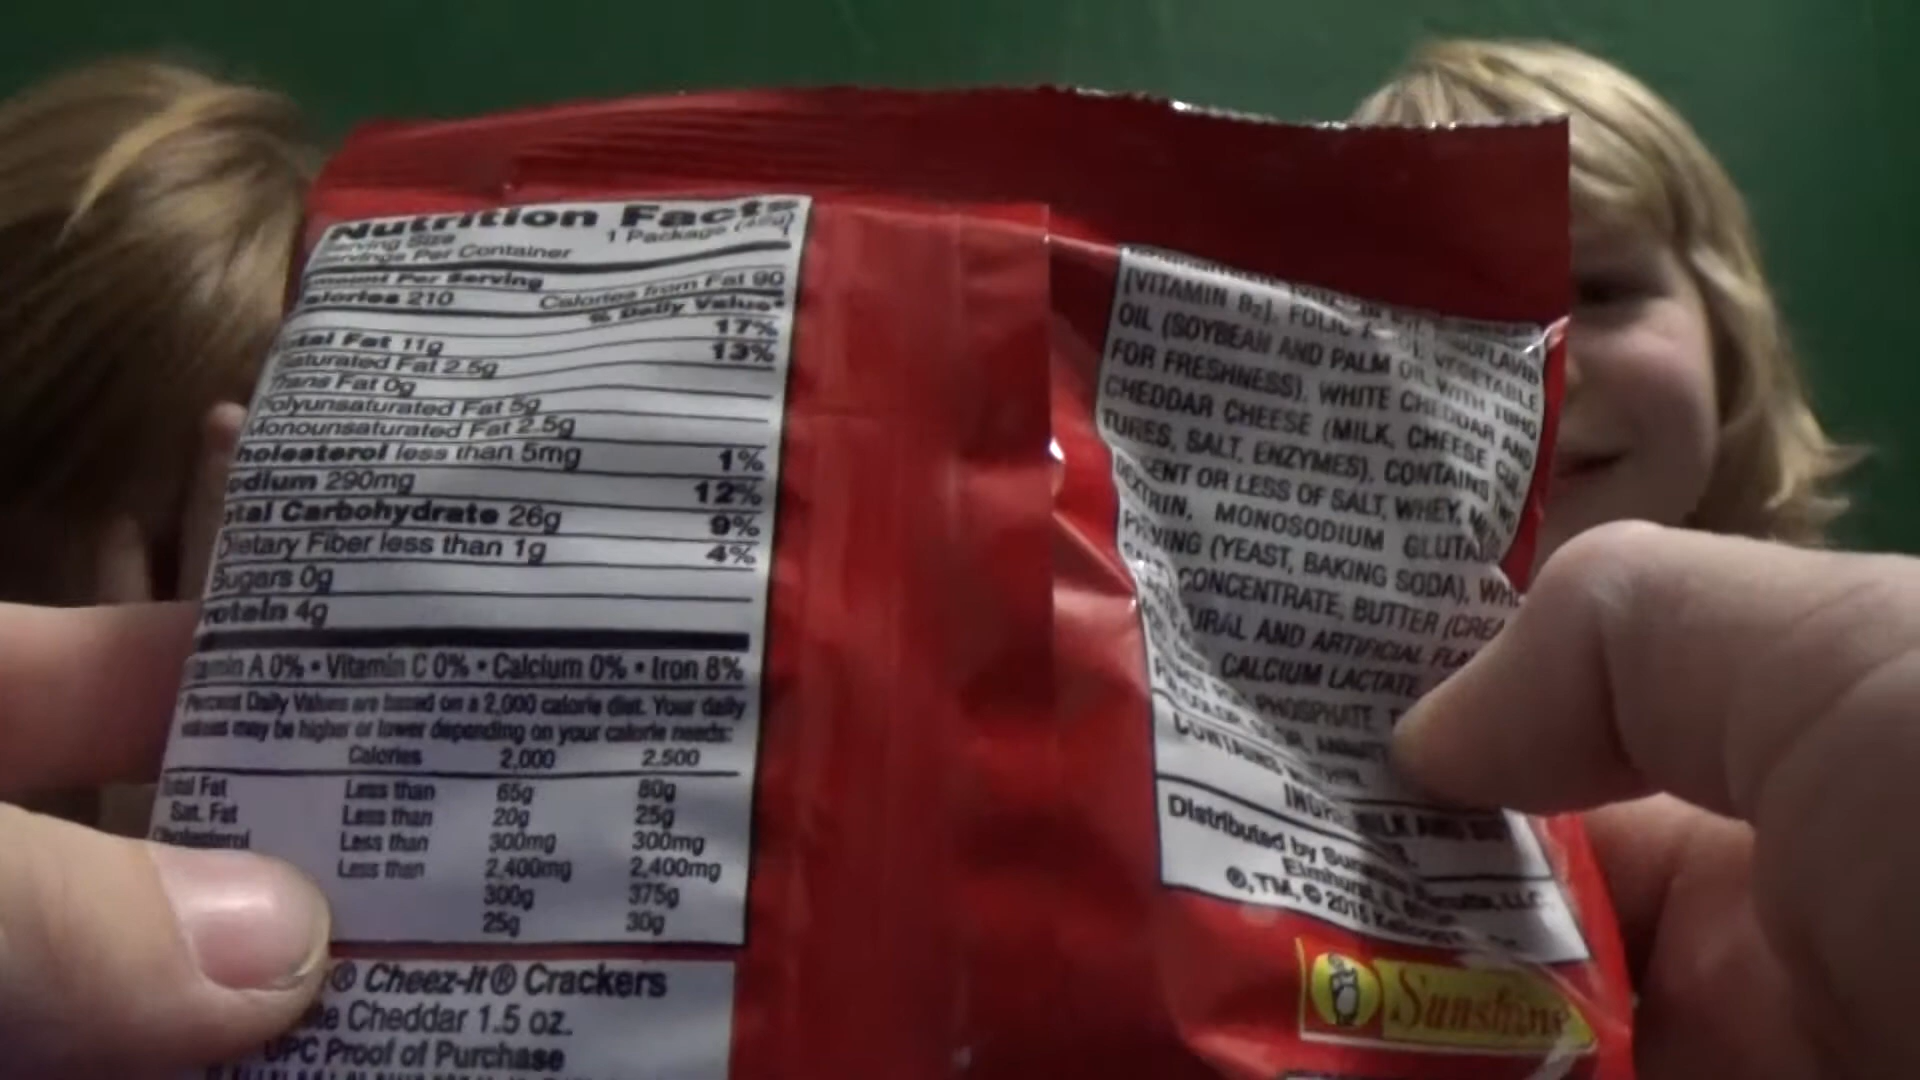 Nutrition Facts
Serving Size 1 Package
Servings Per Container
Amount Per Serving
Calories 210 Calories from Fat 90
% Daily Value*
Total Fat 11g 17%
Saturated Fat 2.5g 13%
Trans Fat 0g
Polyunsaturated Fat 5g
Monounsaturated Fat 2.5g
Cholesterol less than 5mg 1%
Sodium 290mg 12%
Total Carbohydrate 26g 9%
Dietary Fiber less than 1g 4%
Sugars 0g
Protein 4g
Vitamin A 0% • Vitamin C 0% • Calcium 0% • Iron 8%
* Percent Daily Values are based on a 2,000 calorie diet. Your daily
values may be higher or lower depending on your calorie needs:
Calories 2,000 2,500
Total Fat Less than 65g 80g
Sat. Fat Less than 20g 25g
Cholesterol Less than 300mg 300mg
Less than 2,400mg 2,400mg
300g 375g
25g 30g
® Cheez-It® Crackers
Cheddar 1.5 oz.
UPC Proof of Purchase
[VITAMIN B2], FOLIC
OIL (SOYBEAN AND PALM OIL WITH TBHQ
FOR FRESHNESS), WHITE CHEDDAR AND
CHEDDAR CHEESE (MILK, CHEESE CUL-
TURES, SALT, ENZYMES). CONTAINS TWO
OR LESS OF SALT, WHEY,
MONOSODIUM
(YEAST, BAKING SODA),
CONCENTRATE, BUTTER
AND ARTIFICIAL
CALCIUM LACTATE
PHOSPHATE
CONTAINS
Distributed by
Elmhurst
®, TM, © 2015
Sunshine